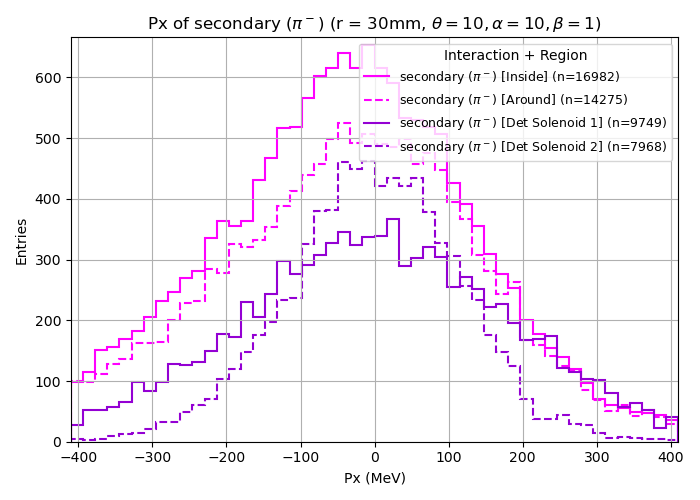 Px of secondary (π⁻) (r = 30mm, θ = 10, α = 10, β = 1)
Interaction + Region
secondary (π⁻) [Inside] (n=16982)
secondary (π⁻) [Around] (n=14275)
secondary (π⁻) [Det Solenoid 1] (n=9749)
secondary (π⁻) [Det Solenoid 2] (n=7968)
Entries
600
500
400
300
200
100
0
−400 −300 −200 −100 0 100 200 300 400
Px (MeV)